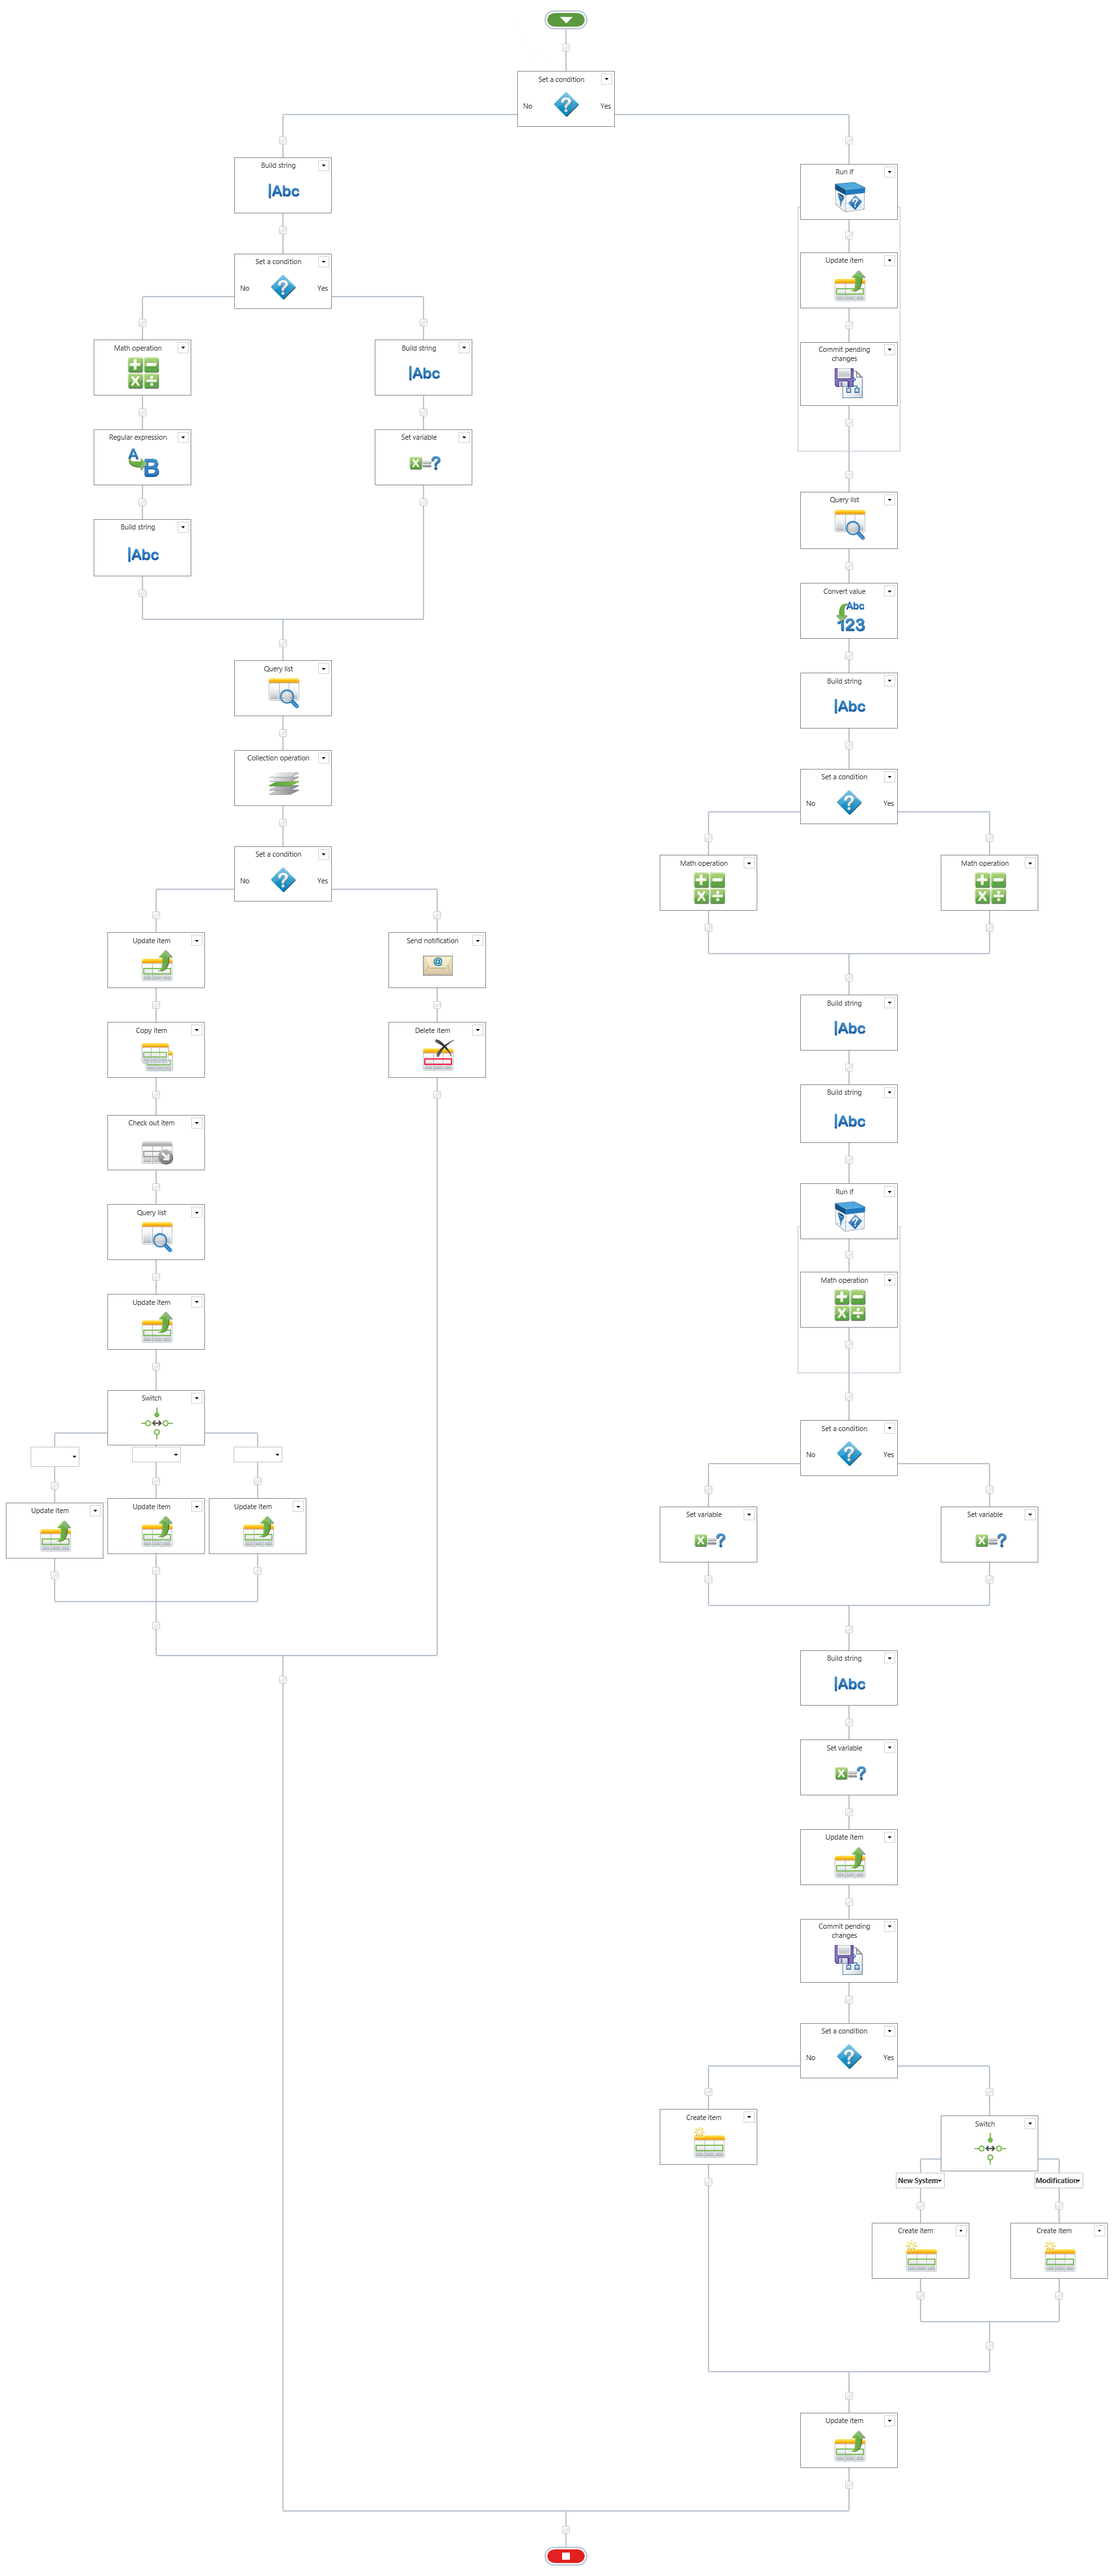 Set a condition
No
Yes
Build string
|Abc
Set a condition
No
Yes
Math operation
Regular expression
A
B
Build string
|Abc
Build string
|Abc
Set variable
x=?
Query list
Collection operation
Set a condition
No
Yes
Update item
Copy item
Check out item
Query list
Update item
Switch
Update item
Update item
Update item
Send notification
@
Delete item
Run if
Update item
Commit pending
changes
Query list
Convert value
Abc
123
Build string
|Abc
Set a condition
No
Yes
Math operation
Math operation
Build string
|Abc
Build string
|Abc
Run if
Math operation
Set a condition
No
Yes
Set variable
x=?
Set variable
x=?
Build string
|Abc
Set variable
x=?
Update item
Commit pending
changes
Set a condition
No
Yes
Create item
Switch
New System
Modification
Create item
Create item
Update item